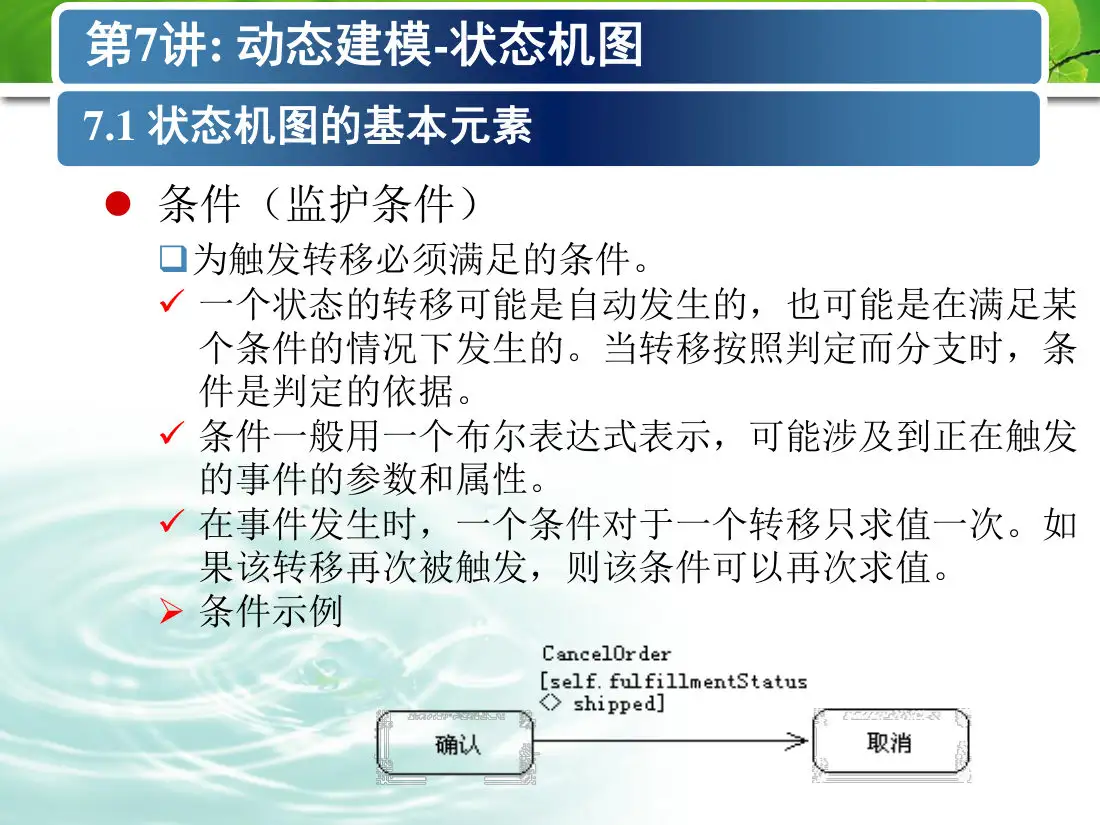 第7讲: 动态建模-状态机图
7.1 状态机图的基本元素
条件（监护条件）
为触发转移必须满足的条件。
一个状态的转移可能是自动发生的，也可能是在满足某
个条件的情况下发生的。当转移按照判定而分支时，条
件是判定的依据。
条件一般用一个布尔表达式表示，可能涉及到正在触发
的事件的参数和属性。
在事件发生时，一个条件对于一个转移只求值一次。如
果该转移再次被触发，则该条件可以再次求值。
条件示例
CancelOrder
[self.fulfillmentStatus
<> shipped]
确认
取消